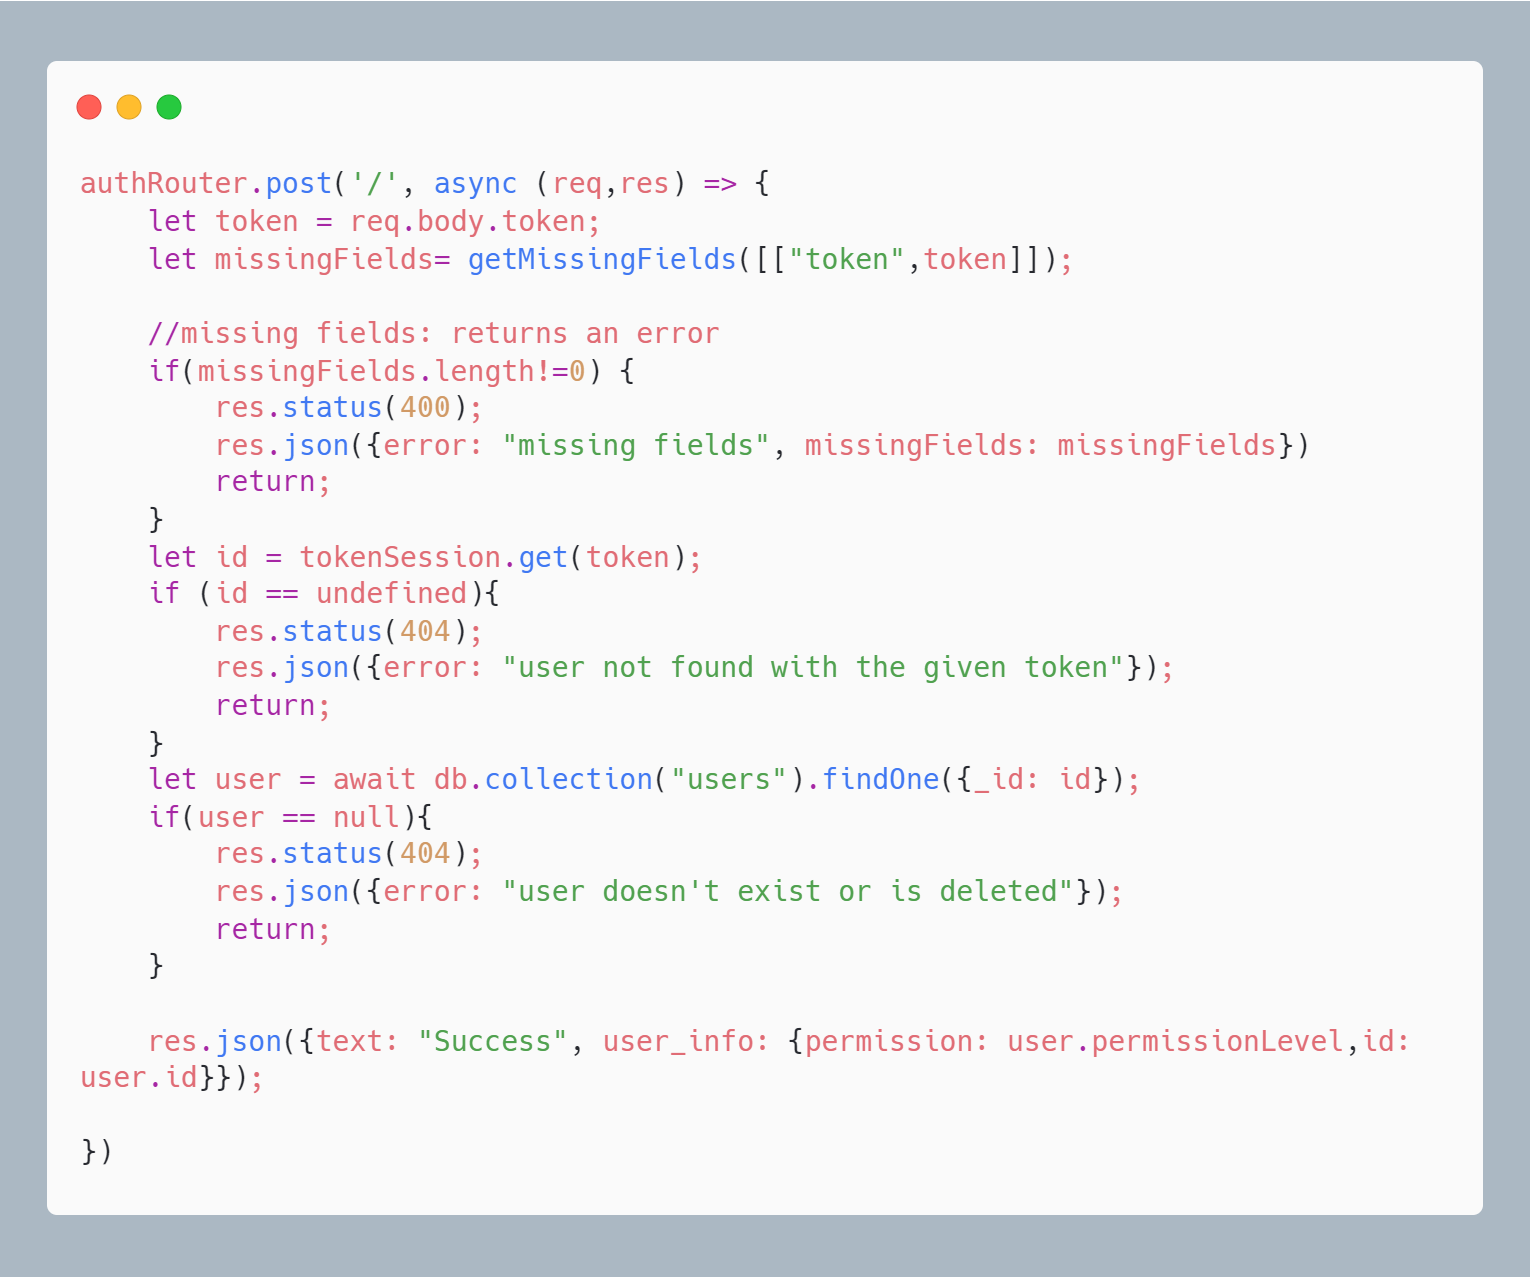 authRouter.post('/', async (req,res) => {
    let token = req.body.token;
    let missingFields= getMissingFields([["token",token]]);

    //missing fields: returns an error
    if(missingFields.length!=0) {
        res.status(400);
        res.json({error: "missing fields", missingFields: missingFields})
        return;
    }
    let id = tokenSession.get(token);
    if (id == undefined){
        res.status(404);
        res.json({error: "user not found with the given token"});
        return;
    }
    let user = await db.collection("users").findOne({_id: id});
    if(user == null){
        res.status(404);
        res.json({error: "user doesn't exist or is deleted"});
        return;
    }

    res.json({text: "Success", user_info: {permission: user.permissionLevel,id:
user.id}});

})